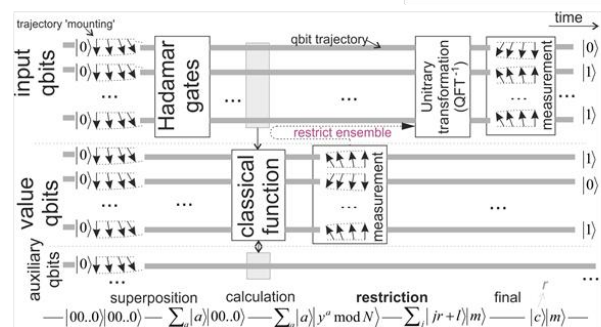 trajectory 'mounting'
time
input
qbits
|0⟩
|0⟩
...
|0⟩
Hadamar
gates
...
qbit trajectory
...
restrict ensemble
Unitrary
transformation
(QFT⁻¹)
...
measurement
|0⟩
|1⟩
...
|1⟩
value
qbits
|0⟩
|0⟩
...
|0⟩
...
classical
function
...
measurement
...
|1⟩
|0⟩
|1⟩
auxiliary
qbits
|0⟩
...
...
superposition calculation restriction final r
|00..0⟩|00..0⟩ — ∑ₐ|a⟩|00..0⟩ — ∑ₐ|a⟩|yᵃ mod N⟩ — ∑ⱼ|jr+l⟩|m⟩ — |c⟩|m⟩